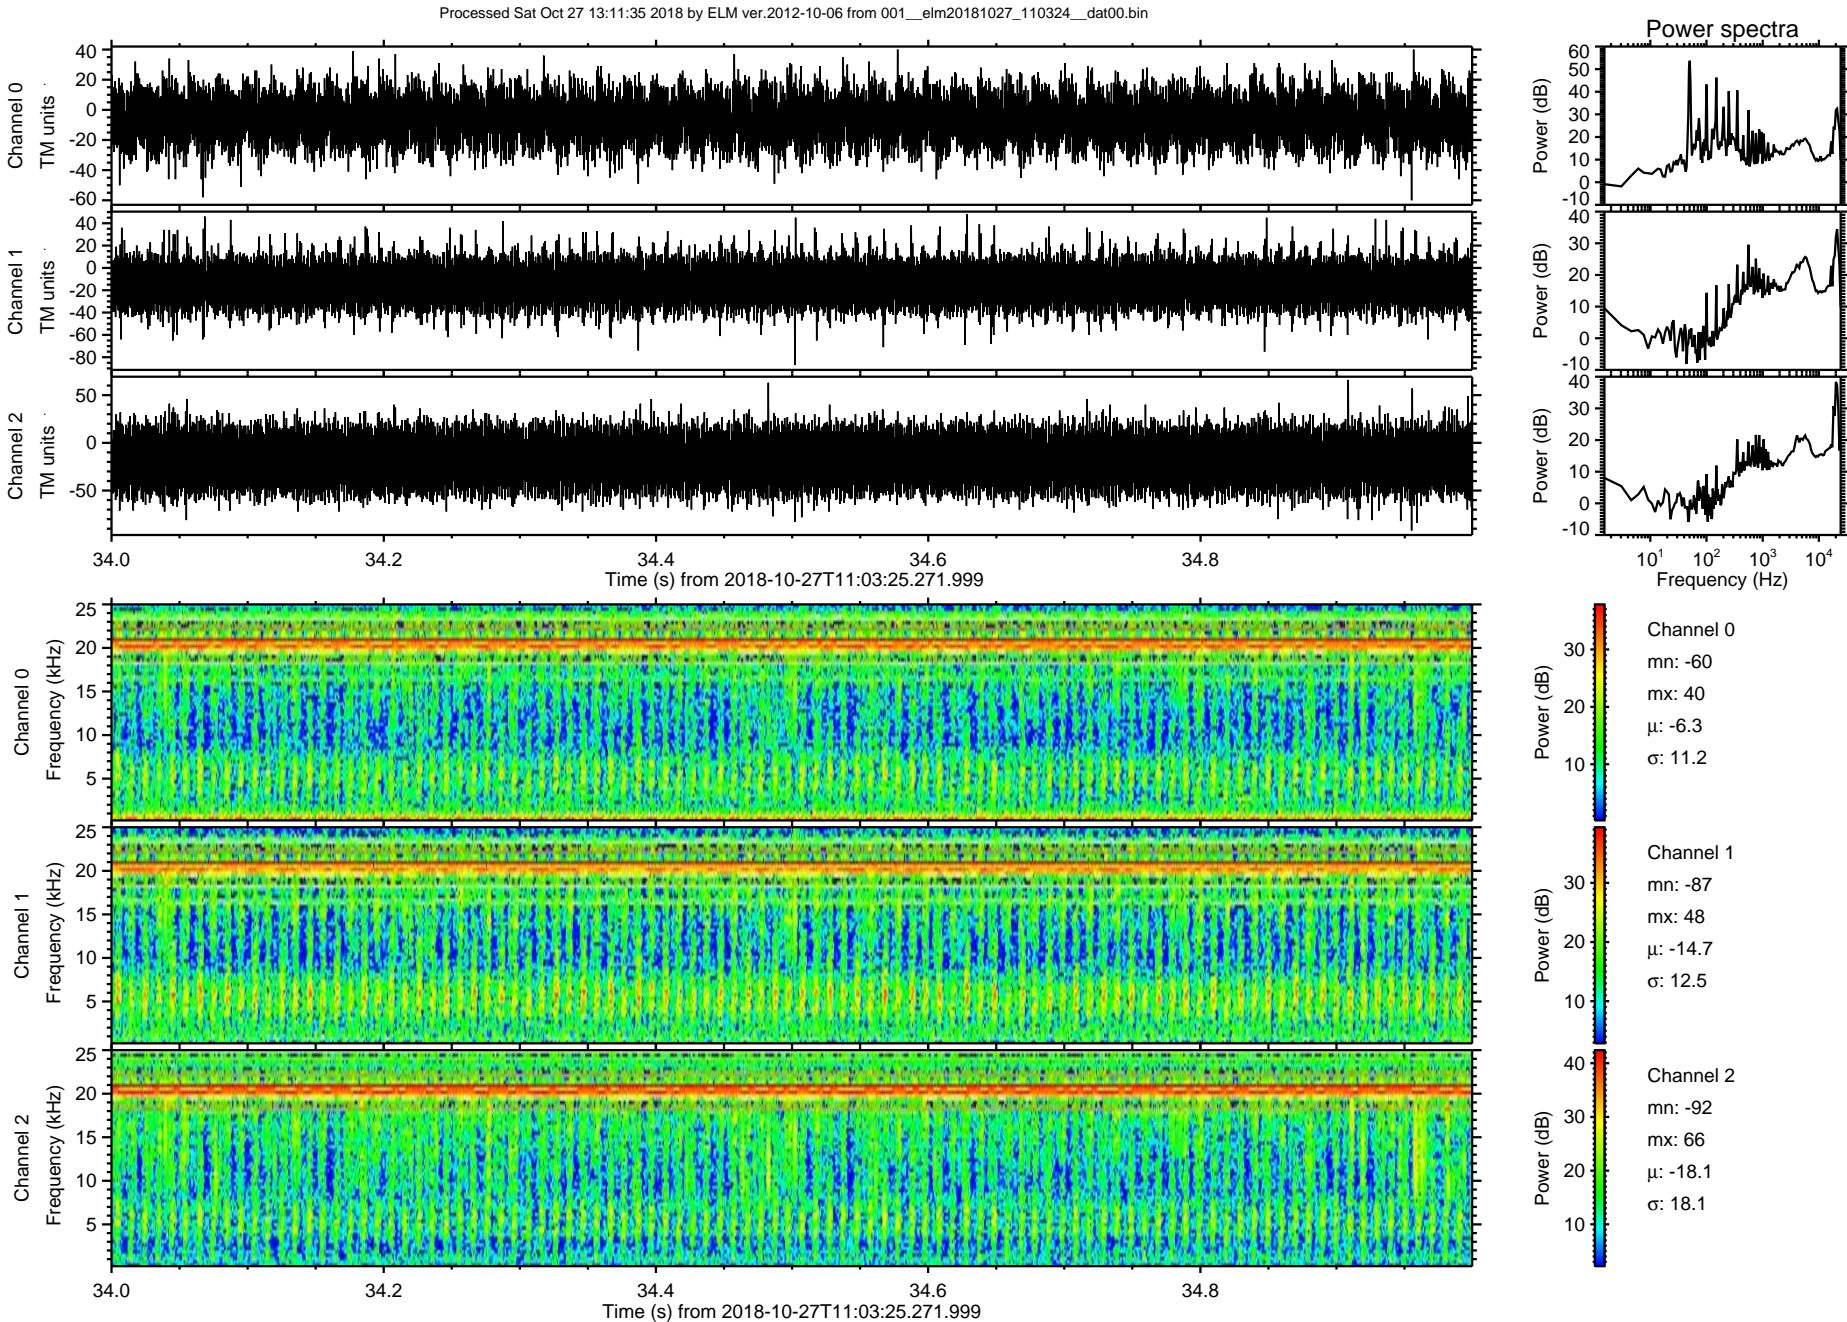 Processed Sat Oct 27 13:11:35 2018 by ELM ver.2012-10-06 from 001__elm20181027_110324__dat00.bin
Power spectra
Channel 0
TM units
40
20
0
-20
-40
-60
Power (dB)
60
50
40
30
20
10
0
-10
Channel 1
TM units
40
20
0
-20
-40
-60
-80
Power (dB)
40
30
20
10
0
-10
Channel 2
TM units
50
0
-50
Power (dB)
40
30
20
10
0
-10
34.0 34.2 34.4 34.6 34.8
Time (s) from 2018-10-27T11:03:25.271.999
10^1 10^2 10^3 10^4
Frequency (Hz)
Channel 0
Frequency (kHz)
25
20
15
10
5
Power (dB)
30
20
10
Channel 0
mn: -60
mx: 40
μ: -6.3
σ: 11.2
Channel 1
Frequency (kHz)
25
20
15
10
5
Power (dB)
30
20
10
Channel 1
mn: -87
mx: 48
μ: -14.7
σ: 12.5
Channel 2
Frequency (kHz)
25
20
15
10
5
Power (dB)
40
30
20
10
Channel 2
mn: -92
mx: 66
μ: -18.1
σ: 18.1
34.0 34.2 34.4 34.6 34.8
Time (s) from 2018-10-27T11:03:25.271.999